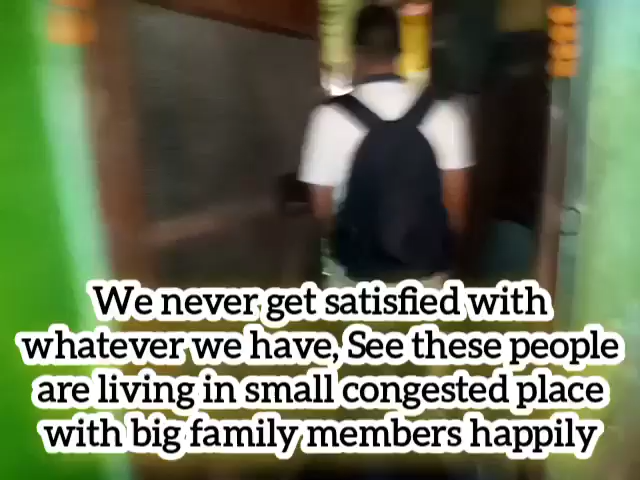 We never get satisfied with
whatever we have, See these people
are living in small congested place
with big family members happily